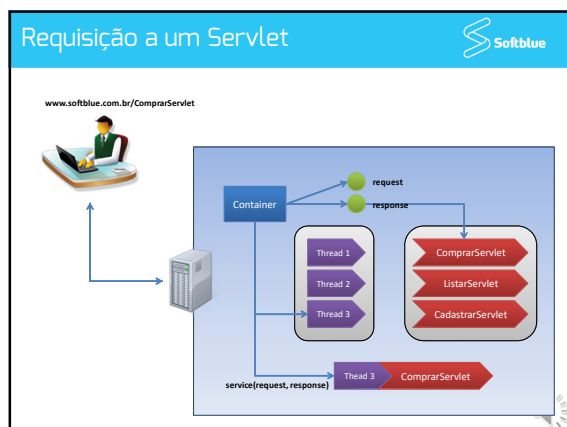 Requisição a um Servlet
Softblue
www.softblue.com.br/ComprarServlet
Container
request
response
Thread 1
Thread 2
Thread 3
ComprarServlet
ListarServlet
CadastrarServlet
service(request, response)
Thead 3
ComprarServlet